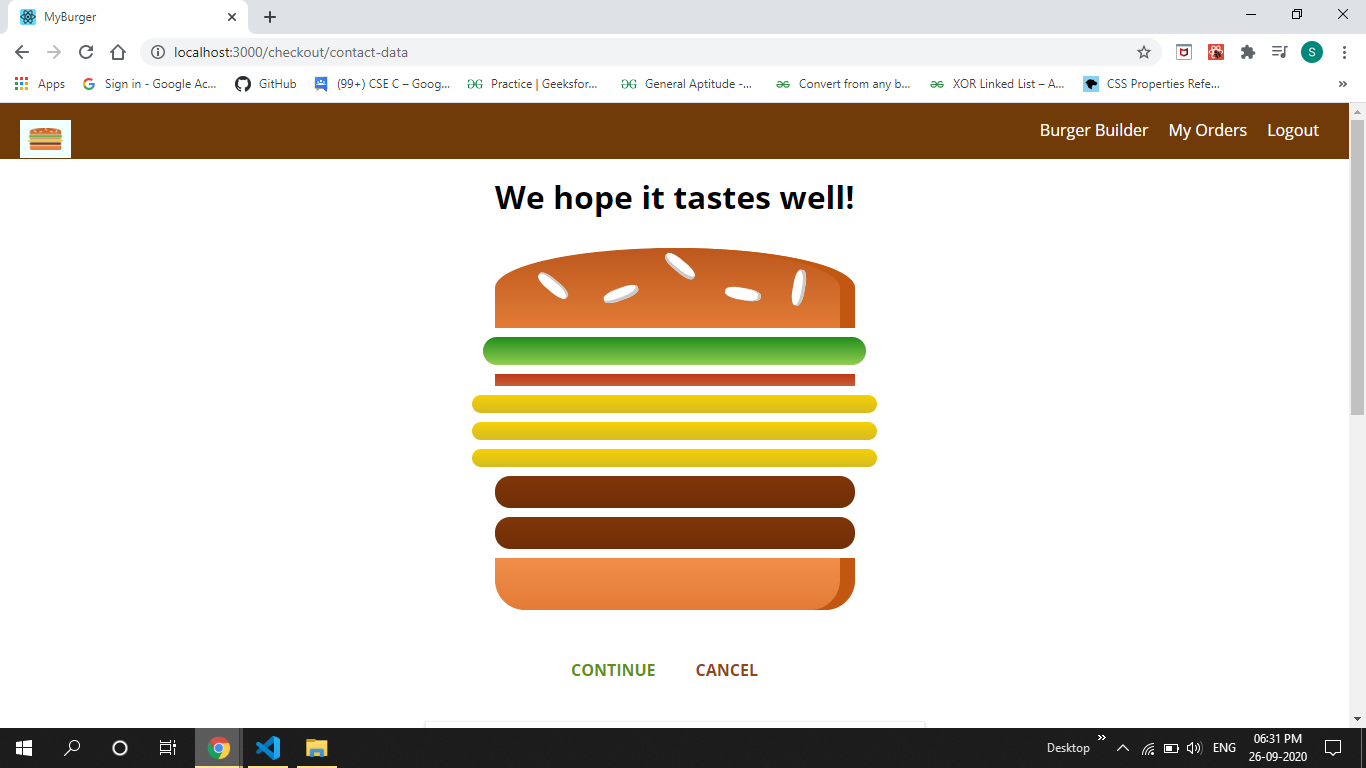 MyBurger
localhost:3000/checkout/contact-data
S
Apps
Sign in - Google Ac...
GitHub
(99+) CSE C – Goog...
Practice | Geeksfor...
General Aptitude -...
Convert from any b...
XOR Linked List – A...
CSS Properties Refe...
»
Burger Builder My Orders Logout
We hope it tastes well!
CONTINUE CANCEL
Desktop
»
ENG
06:31 PM
26-09-2020